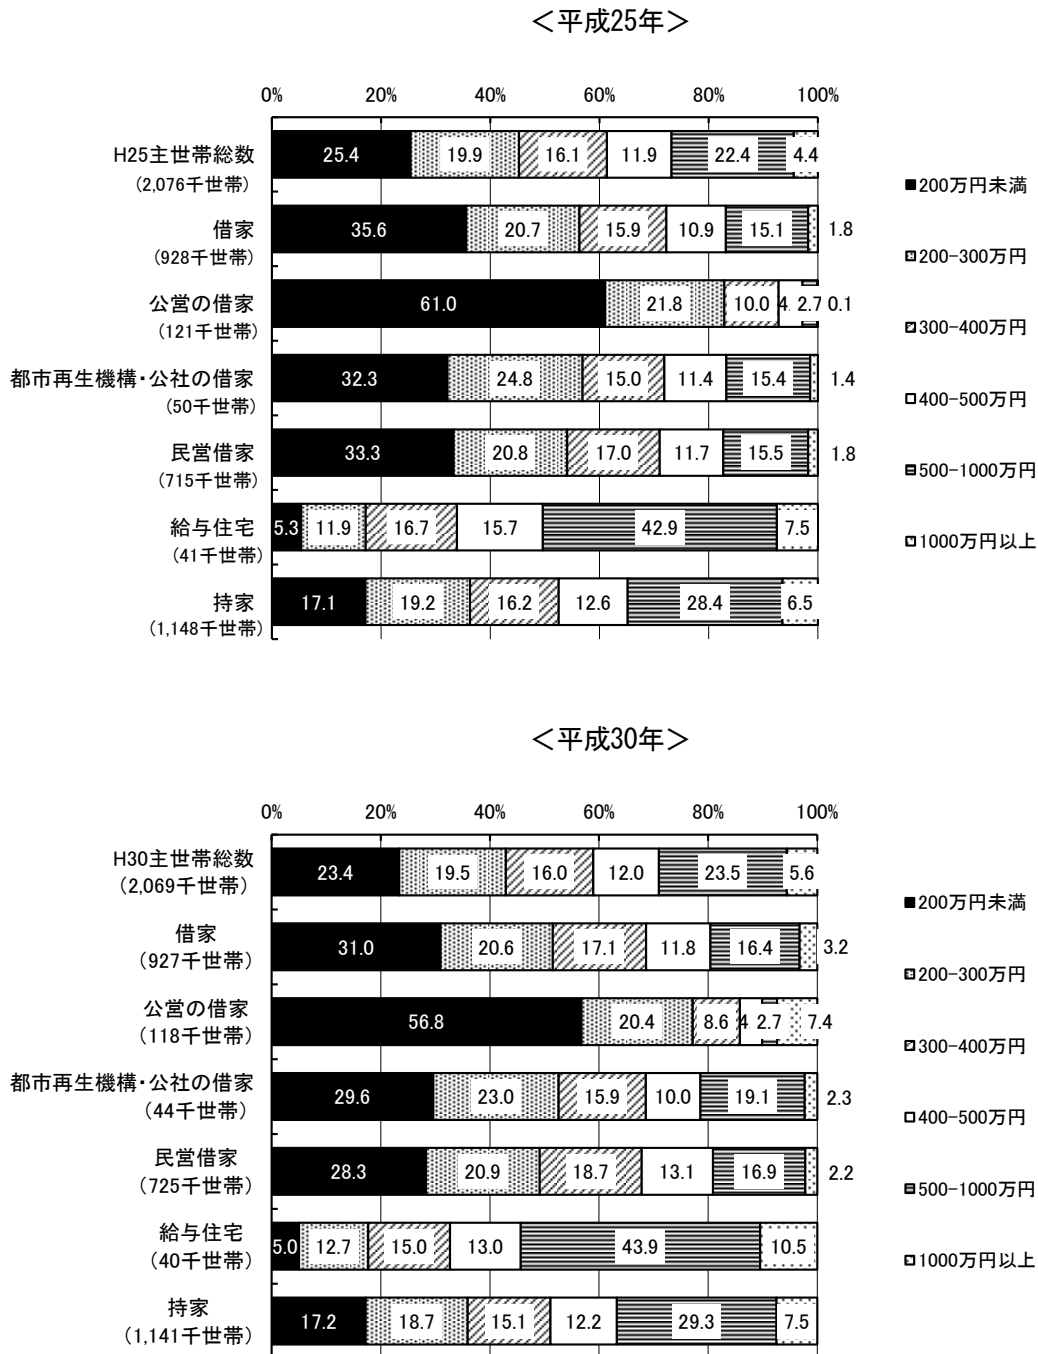 ＜平成25年＞
0% 20% 40% 60% 80% 100%
H25主世帯総数 25.4 19.9 16.1 11.9 22.4 4.4
(2,076千世帯)
■200万円未満
借家 35.6 20.7 15.9 10.9 15.1 1.8
(928千世帯)
200-300万円
公営の借家 61.0 21.8 10.0 4. 2.7 0.1
(121千世帯)
300-400万円
都市再生機構・公社の借家 32.3 24.8 15.0 11.4 15.4 1.4
(50千世帯)
400-500万円
民営借家 33.3 20.8 17.0 11.7 15.5 1.8
(715千世帯)
500-1000万円
給与住宅 5.3 11.9 16.7 15.7 42.9 7.5
(41千世帯)
1000万円以上
持家 17.1 19.2 16.2 12.6 28.4 6.5
(1,148千世帯)
＜平成30年＞
0% 20% 40% 60% 80% 100%
H30主世帯総数 23.4 19.5 16.0 12.0 23.5 5.6
(2,069千世帯)
■200万円未満
借家 31.0 20.6 17.1 11.8 16.4 3.2
(927千世帯)
200-300万円
公営の借家 56.8 20.4 8.6 4. 2.7 7.4
(118千世帯)
300-400万円
都市再生機構・公社の借家 29.6 23.0 15.9 10.0 19.1 2.3
(44千世帯)
400-500万円
民営借家 28.3 20.9 18.7 13.1 16.9 2.2
(725千世帯)
500-1000万円
給与住宅 5.0 12.7 15.0 13.0 43.9 10.5
(40千世帯)
1000万円以上
持家 17.2 18.7 15.1 12.2 29.3 7.5
(1,141千世帯)